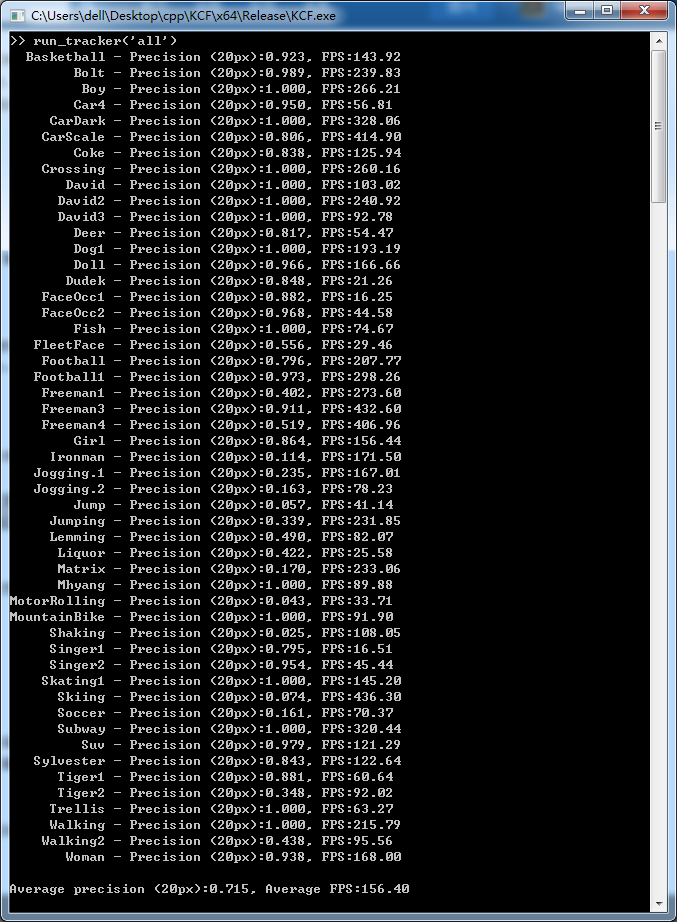 C:\Users\dell\Desktop\cpp\KCF\x64\Release\KCF.exe
>> run_tracker('all')
Basketball - Precision (20px):0.923, FPS:143.92
Bolt - Precision (20px):0.989, FPS:239.83
Boy - Precision (20px):1.000, FPS:266.21
Car4 - Precision (20px):0.950, FPS:56.81
CarDark - Precision (20px):1.000, FPS:328.06
CarScale - Precision (20px):0.806, FPS:414.90
Coke - Precision (20px):0.838, FPS:125.94
Crossing - Precision (20px):1.000, FPS:260.16
David - Precision (20px):1.000, FPS:103.02
David2 - Precision (20px):1.000, FPS:240.92
David3 - Precision (20px):1.000, FPS:92.78
Deer - Precision (20px):0.817, FPS:54.47
Dog1 - Precision (20px):1.000, FPS:193.19
Doll - Precision (20px):0.966, FPS:166.66
Dudek - Precision (20px):0.848, FPS:21.26
FaceOcc1 - Precision (20px):0.882, FPS:16.25
FaceOcc2 - Precision (20px):0.968, FPS:44.58
Fish - Precision (20px):1.000, FPS:74.67
FleetFace - Precision (20px):0.556, FPS:29.46
Football - Precision (20px):0.796, FPS:207.77
Football1 - Precision (20px):0.973, FPS:298.26
Freeman1 - Precision (20px):0.402, FPS:273.60
Freeman3 - Precision (20px):0.911, FPS:432.60
Freeman4 - Precision (20px):0.519, FPS:406.96
Girl - Precision (20px):0.864, FPS:156.44
Ironman - Precision (20px):0.114, FPS:171.50
Jogging.1 - Precision (20px):0.235, FPS:167.01
Jogging.2 - Precision (20px):0.163, FPS:78.23
Jump - Precision (20px):0.057, FPS:41.14
Jumping - Precision (20px):0.339, FPS:231.85
Lemming - Precision (20px):0.490, FPS:82.07
Liquor - Precision (20px):0.422, FPS:25.58
Matrix - Precision (20px):0.170, FPS:233.06
Mhyang - Precision (20px):1.000, FPS:89.88
MotorRolling - Precision (20px):0.043, FPS:33.71
MountainBike - Precision (20px):1.000, FPS:91.90
Shaking - Precision (20px):0.025, FPS:108.05
Singer1 - Precision (20px):0.795, FPS:16.51
Singer2 - Precision (20px):0.954, FPS:45.44
Skating1 - Precision (20px):1.000, FPS:145.20
Skiing - Precision (20px):0.074, FPS:436.30
Soccer - Precision (20px):0.161, FPS:70.37
Subway - Precision (20px):1.000, FPS:320.44
Suv - Precision (20px):0.979, FPS:121.29
Sylvester - Precision (20px):0.843, FPS:122.64
Tiger1 - Precision (20px):0.881, FPS:60.64
Tiger2 - Precision (20px):0.348, FPS:92.02
Trellis - Precision (20px):1.000, FPS:63.27
Walking - Precision (20px):1.000, FPS:215.79
Walking2 - Precision (20px):0.438, FPS:95.56
Woman - Precision (20px):0.938, FPS:168.00
Average precision (20px):0.715, Average FPS:156.40